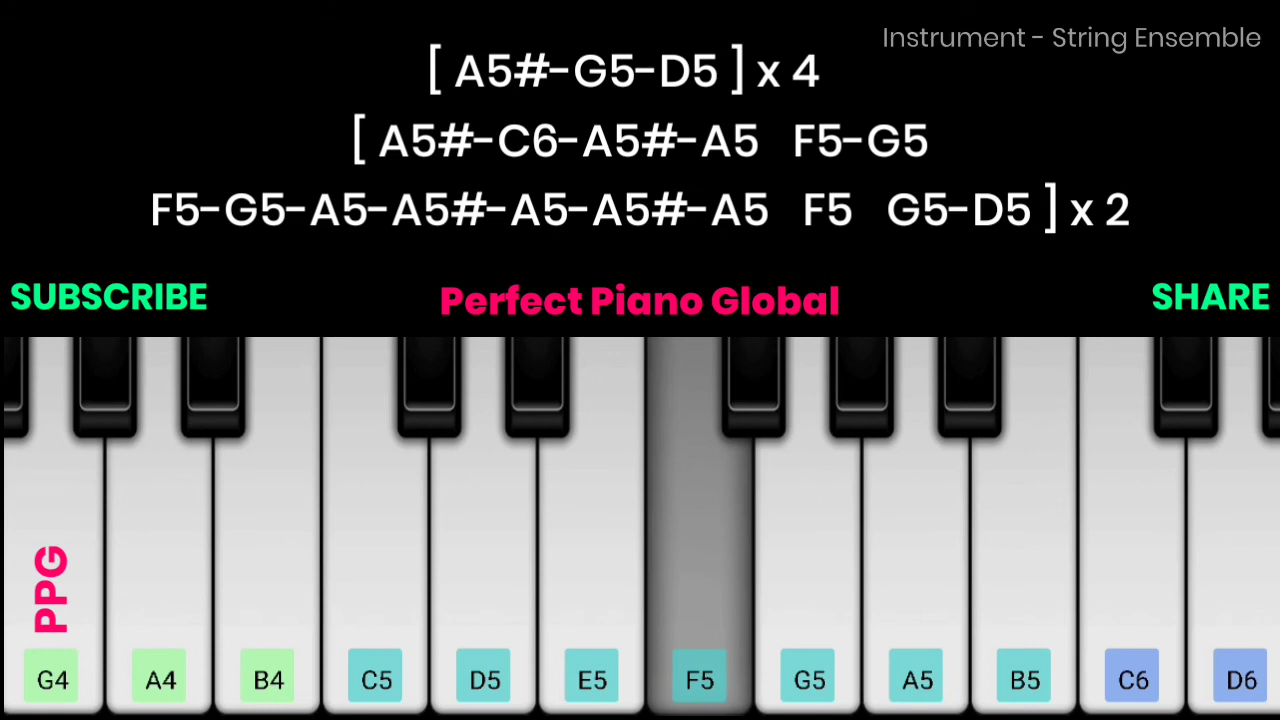 Instrument - String Ensemble
[ A5#-G5-D5 ] x 4
[ A5#-C6-A5#-A5 F5-G5
F5-G5-A5-A5#-A5-A5#-A5 F5 G5-D5 ] x 2
SUBSCRIBE Perfect Piano Global SHARE
PPG
G4 A4 B4 C5 D5 E5 F5 G5 A5 B5 C6 D6